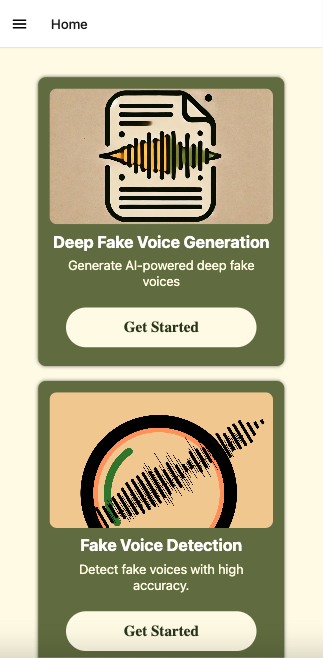 Home
Deep Fake Voice Generation
Generate AI-powered deep fake
voices
Get Started
Fake Voice Detection
Detect fake voices with high
accuracy.
Get Started